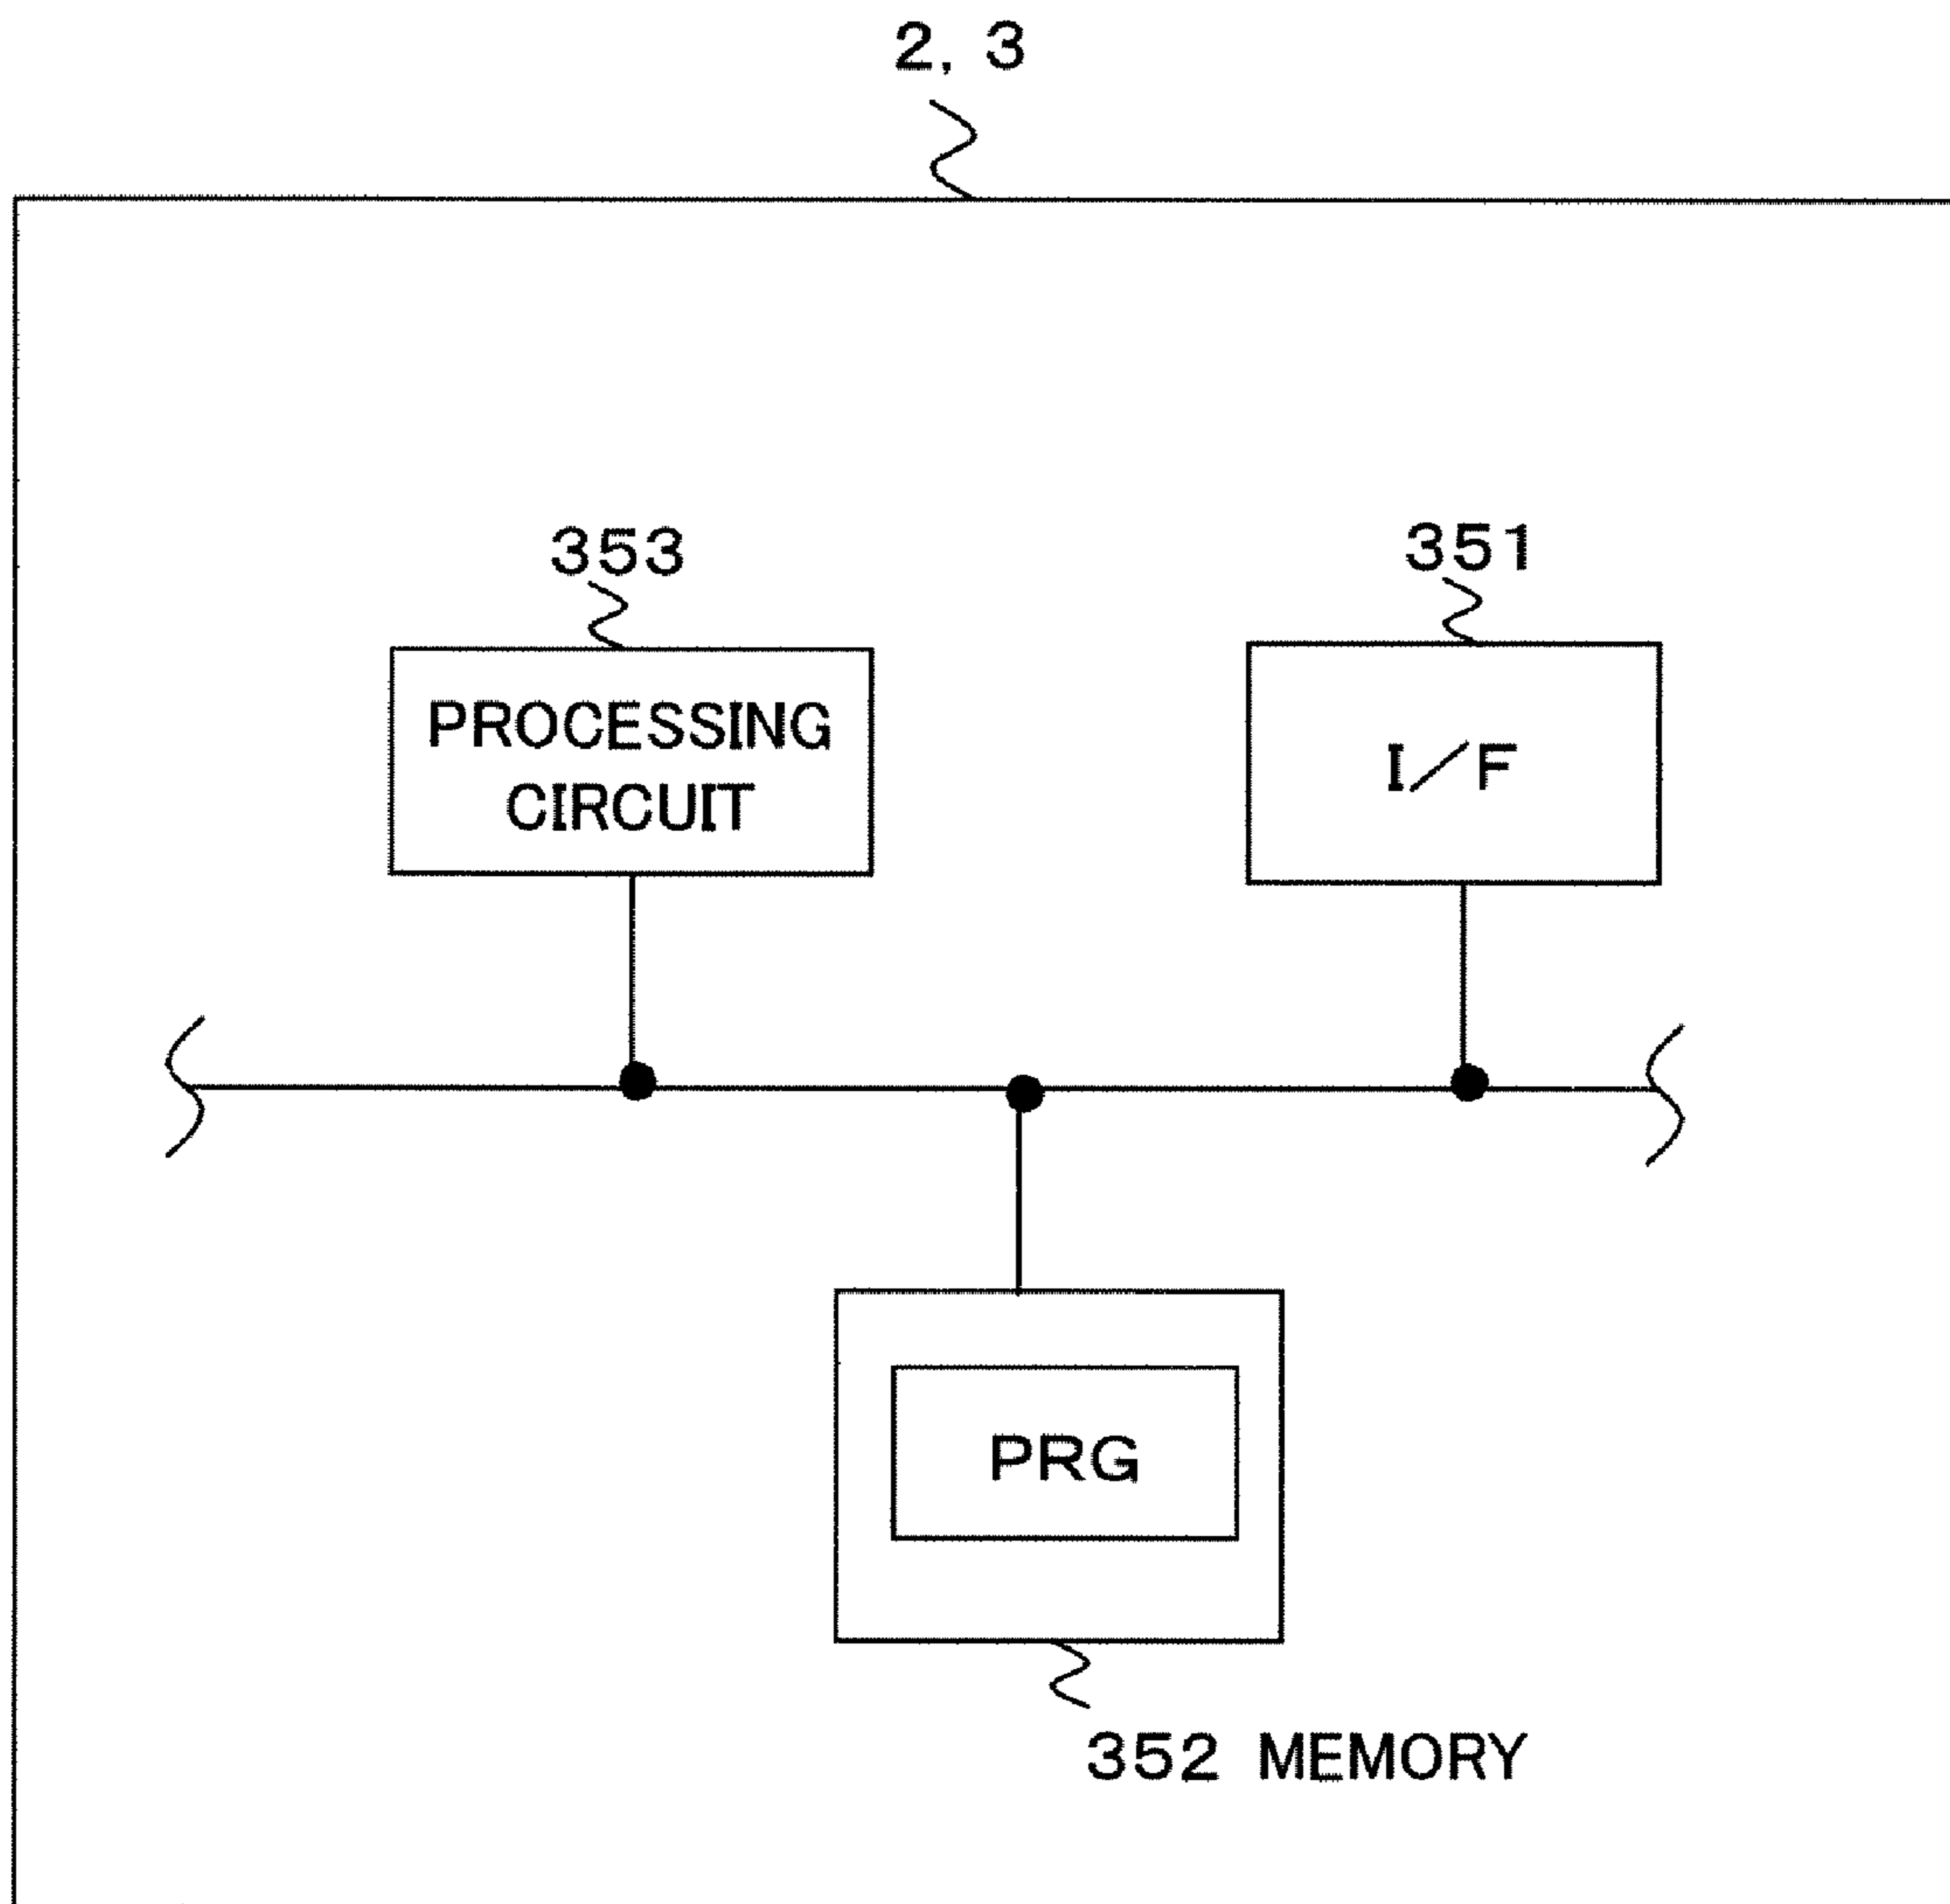 2, 3
353
351
PROCESSING
CIRCUIT
I/F
PRG
352 MEMORY